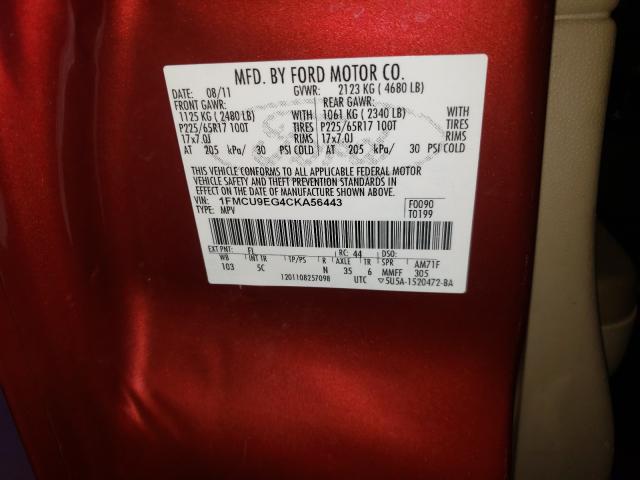 MFD. BY FORD MOTOR CO.
DATE: 08/11 GVWR: 2123 KG ( 4680 LB)
FRONT GAWR: REAR GAWR:
1125 KG ( 2480 LB) WITH 1061 KG ( 2340 LB) WITH
P225/65R17 100T TIRES P225/65R17 100T TIRES
17x7.0J RIMS 17x7.0J RIMS
AT 205 kPa/ 30 PSI COLD AT 205 kPa/ 30 PSI COLD
THIS VEHICLE CONFORMS TO ALL APPLICABLE FEDERAL MOTOR
VEHICLE SAFETY AND THEFT PREVENTION STANDARDS IN
EFFECT ON THE DATE OF MANUFACTURE SHOWN ABOVE.
VIN: 1FMCU9EG4CKA56443 F0090
TYPE: MPV T0199
EXT PNT: FL RC: 44 DSO:
WB INT TR TP/PS R AXLE TR SPR AM71F
103 5C N 35 6 MMFF 305
1201108257098 UTC ▽5U5A-1520472-BA